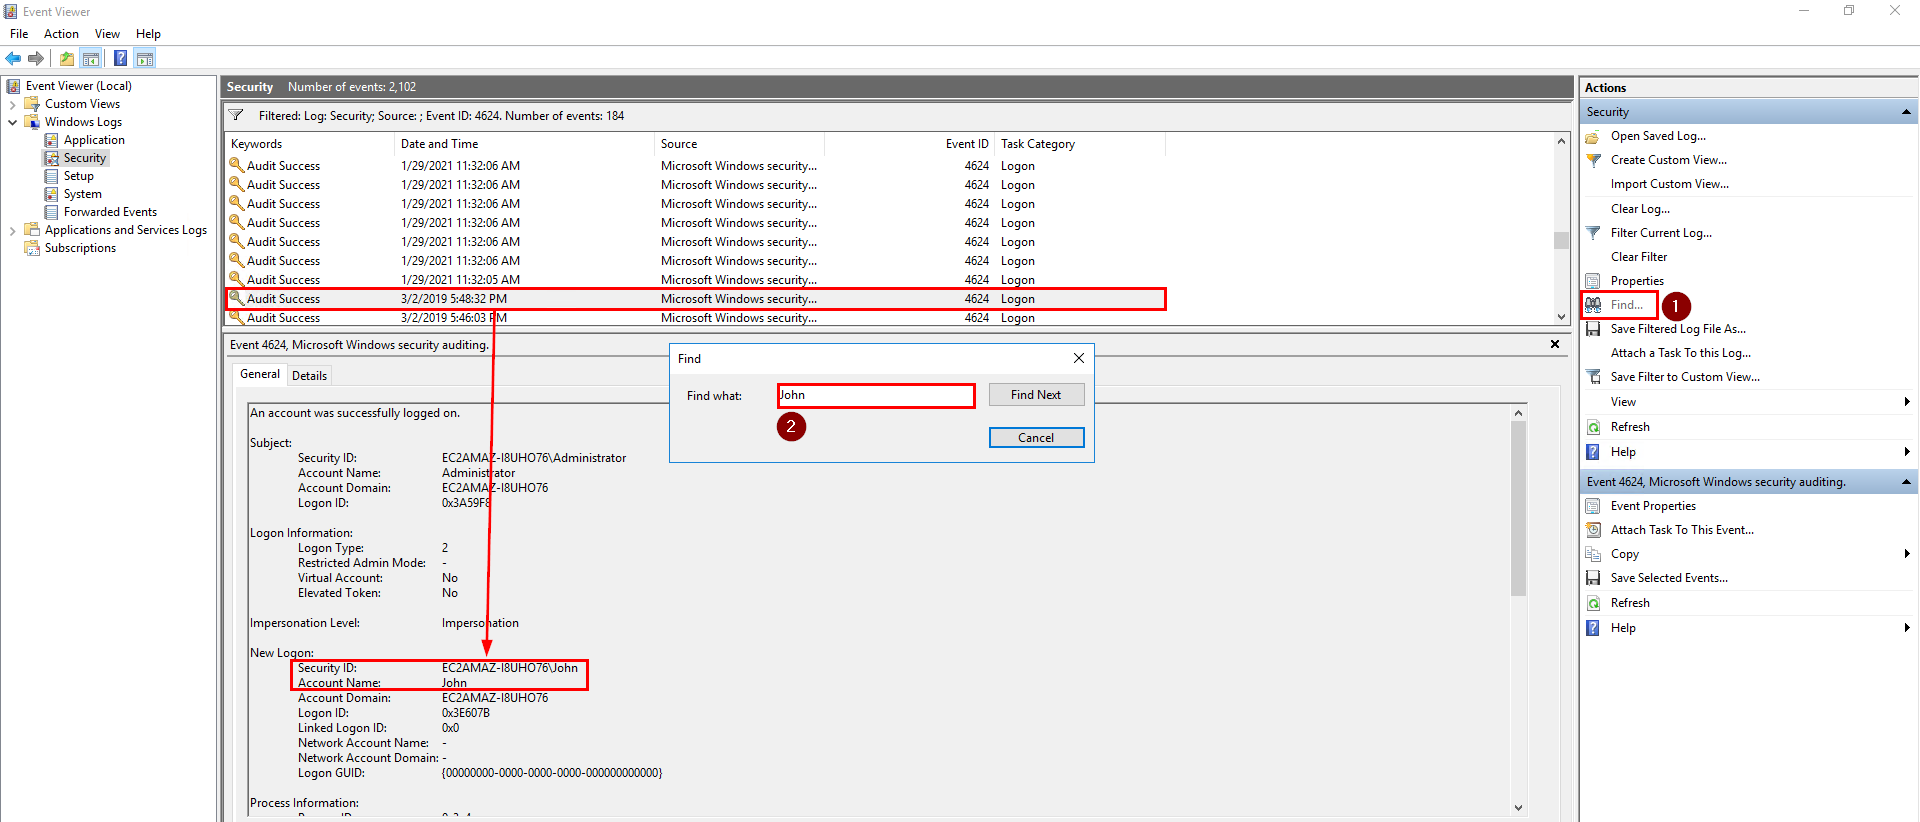 Event Viewer
File Action View Help
Event Viewer (Local)
Custom Views
Windows Logs
Application
Security
Setup
System
Forwarded Events
Applications and Services Logs
Subscriptions
Security Number of events: 2,102
Filtered: Log: Security; Source: ; Event ID: 4624. Number of events: 184
Keywords Date and Time Source Event ID Task Category
Audit Success 1/29/2021 11:32:06 AM Microsoft Windows security... 4624 Logon
Audit Success 1/29/2021 11:32:06 AM Microsoft Windows security... 4624 Logon
Audit Success 1/29/2021 11:32:06 AM Microsoft Windows security... 4624 Logon
Audit Success 1/29/2021 11:32:06 AM Microsoft Windows security... 4624 Logon
Audit Success 1/29/2021 11:32:06 AM Microsoft Windows security... 4624 Logon
Audit Success 1/29/2021 11:32:06 AM Microsoft Windows security... 4624 Logon
Audit Success 1/29/2021 11:32:05 AM Microsoft Windows security... 4624 Logon
Audit Success 3/2/2019 5:48:32 PM Microsoft Windows security... 4624 Logon
Audit Success 3/2/2019 5:46:03 PM Microsoft Windows security... 4624 Logon
Event 4624, Microsoft Windows security auditing.
General Details
An account was successfully logged on.
Subject:
Security ID: EC2AMAZ-I8UHO76\Administrator
Account Name: Administrator
Account Domain: EC2AMAZ-I8UHO76
Logon ID: 0x3A59F8
Logon Information:
Logon Type: 2
Restricted Admin Mode: -
Virtual Account: No
Elevated Token: No
Impersonation Level: Impersonation
New Logon:
Security ID: EC2AMAZ-I8UHO76\John
Account Name: John
Account Domain: EC2AMAZ-I8UHO76
Logon ID: 0x3E607B
Linked Logon ID: 0x0
Network Account Name: -
Network Account Domain: -
Logon GUID: {00000000-0000-0000-0000-000000000000}
Process Information:
Find
Find what: John Find Next
2
Cancel
Actions
Security
Open Saved Log...
Create Custom View...
Import Custom View...
Clear Log...
Filter Current Log...
Clear Filter
Properties
Find... 1
Save Filtered Log File As...
Attach a Task To this Log...
Save Filter to Custom View...
View
Refresh
Help
Event 4624, Microsoft Windows security auditing.
Event Properties
Attach Task To This Event...
Copy
Save Selected Events...
Refresh
Help